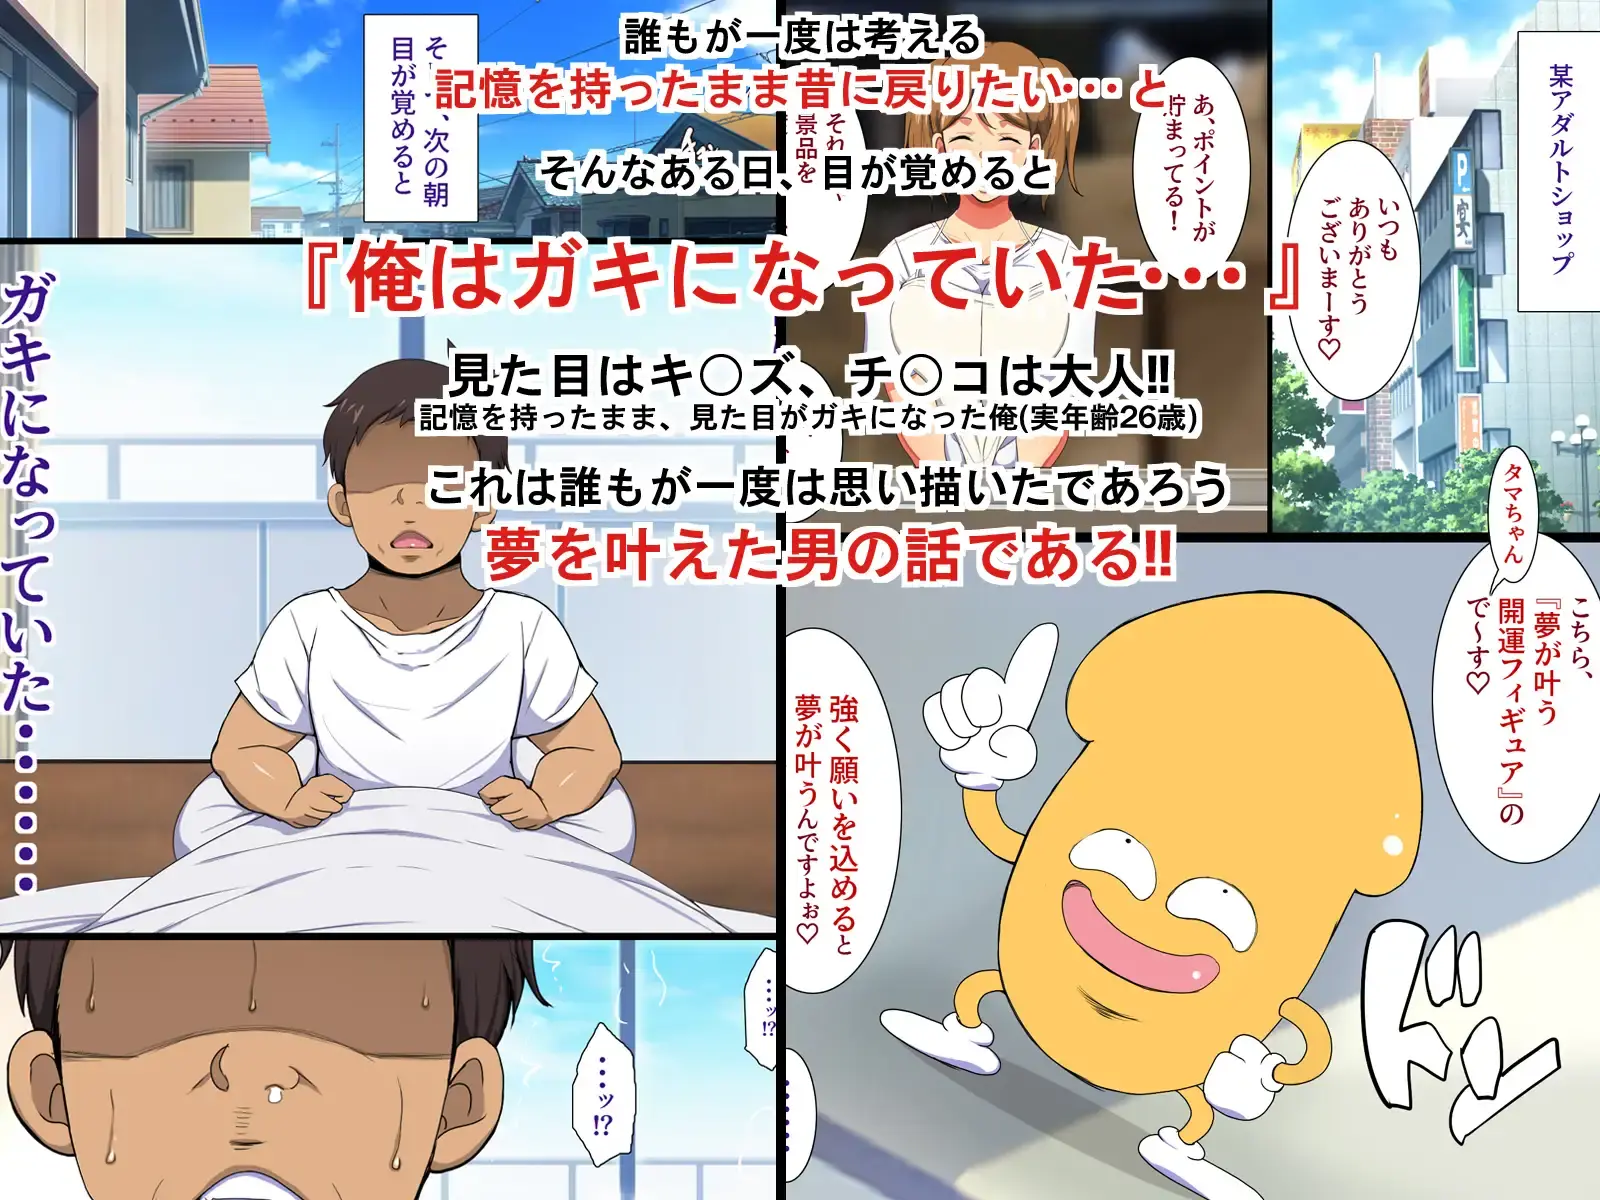 誰もが一度は考える
記憶を持ったまま昔に戻りたい・・・と
そんなある日、目が覚めると
『俺はガキになっていた・・・』
見た目はキ○ズ、チ○コは大人!!
記憶を持ったまま、見た目がガキになった俺(実年齢26歳)
これは誰もが一度は思い描いたであろう
夢を叶えた男の話である!!
某アダルトショップ
いつも
ありがとう
ございまーす♡
あ、ポイントが
貯まってる!
景品を
タマちゃん
こちら、
『夢が叶う
開運フィギュア』の
で～す♡
ドン
強く願いを込めると
夢が叶うんですよぉ♡
・・・・・・
次の朝
目が覚めると
ガキになっていた・・・・・・
・・・ッ!?
・・・ッ!?